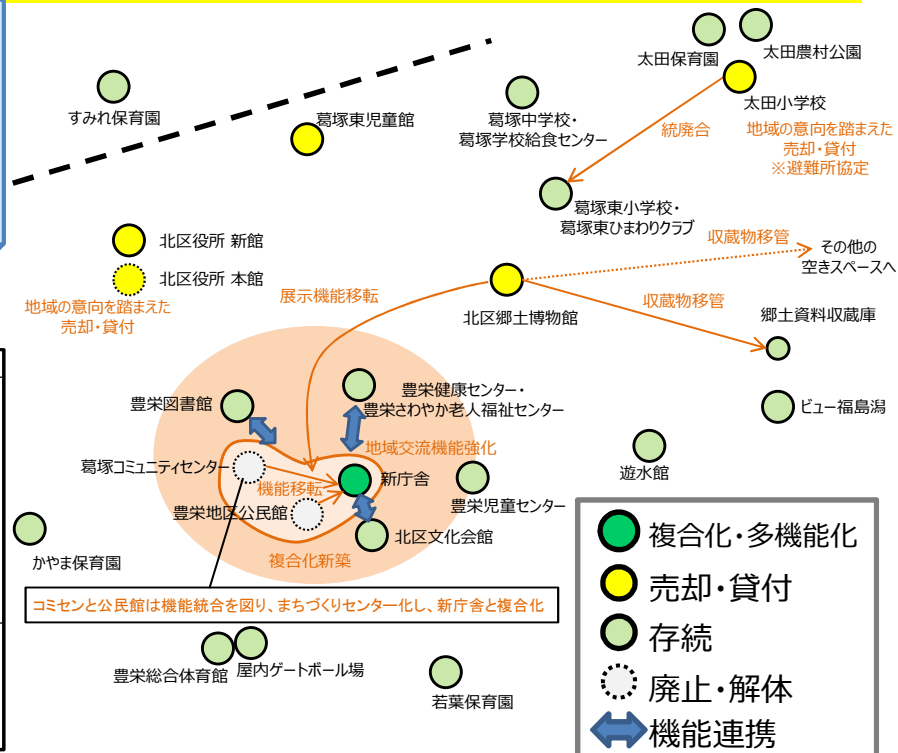 太田保育園
太田農村公園
すみれ保育園
葛塚東児童館
葛塚中学校・
葛塚学校給食センター
太田小学校
統廃合
地域の意向を踏まえた
売却・貸付
※避難所協定
葛塚東小学校・
葛塚東ひまわりクラブ
北区役所 新館
北区役所 本館
地域の意向を踏まえた
売却・貸付
収蔵物移管
その他の
空きスペースへ
展示機能移転
北区郷土博物館
収蔵物移管
郷土資料収蔵庫
豊栄図書館
豊栄健康センター・
豊栄さわやか老人福祉センター
ビュー福島潟
地域交流機能強化
遊水館
葛塚コミュニティセンター
新庁舎
機能移転
豊栄児童センター
豊栄地区公民館
北区文化会館
かやま保育園
複合化新築
コミセンと公民館は機能統合を図り、まちづくりセンター化し、新庁舎と複合化
豊栄総合体育館
屋内ゲートボール場
若葉保育園
複合化・多機能化
売却・貸付
存続
廃止・解体
機能連携